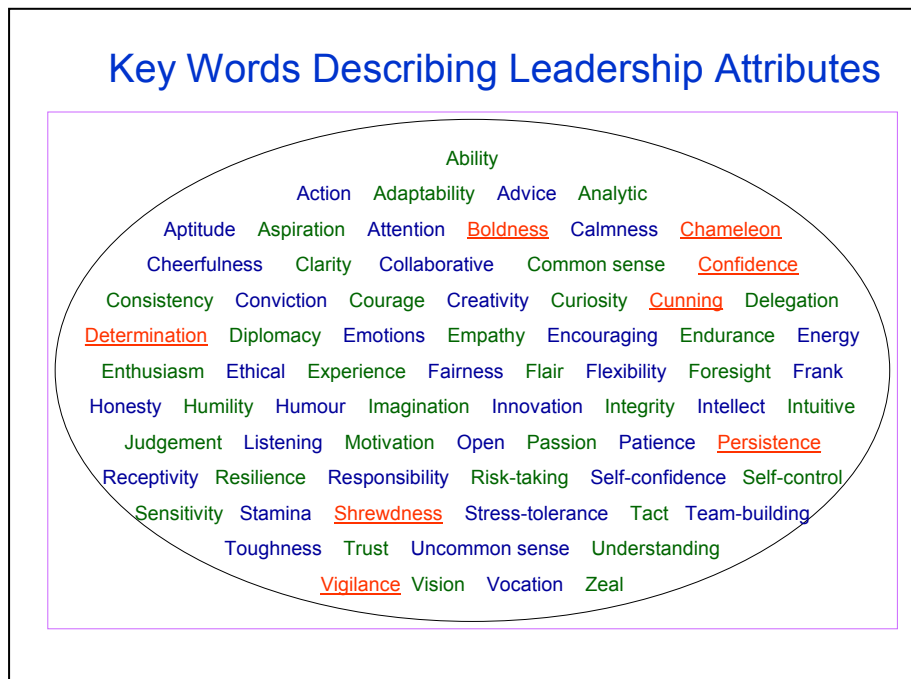 Key Words Describing Leadership Attributes
Ability
Action Adaptability Advice Analytic
Aptitude Aspiration Attention Boldness Calmness Chameleon
Cheerfulness Clarity Collaborative Common sense Confidence
Consistency Conviction Courage Creativity Curiosity Cunning Delegation
Determination Diplomacy Emotions Empathy Encouraging Endurance Energy
Enthusiasm Ethical Experience Fairness Flair Flexibility Foresight Frank
Honesty Humility Humour Imagination Innovation Integrity Intellect Intuitive
Judgement Listening Motivation Open Passion Patience Persistence
Receptivity Resilience Responsibility Risk-taking Self-confidence Self-control
Sensitivity Stamina Shrewdness Stress-tolerance Tact Team-building
Toughness Trust Uncommon sense Understanding
Vigilance Vision Vocation Zeal